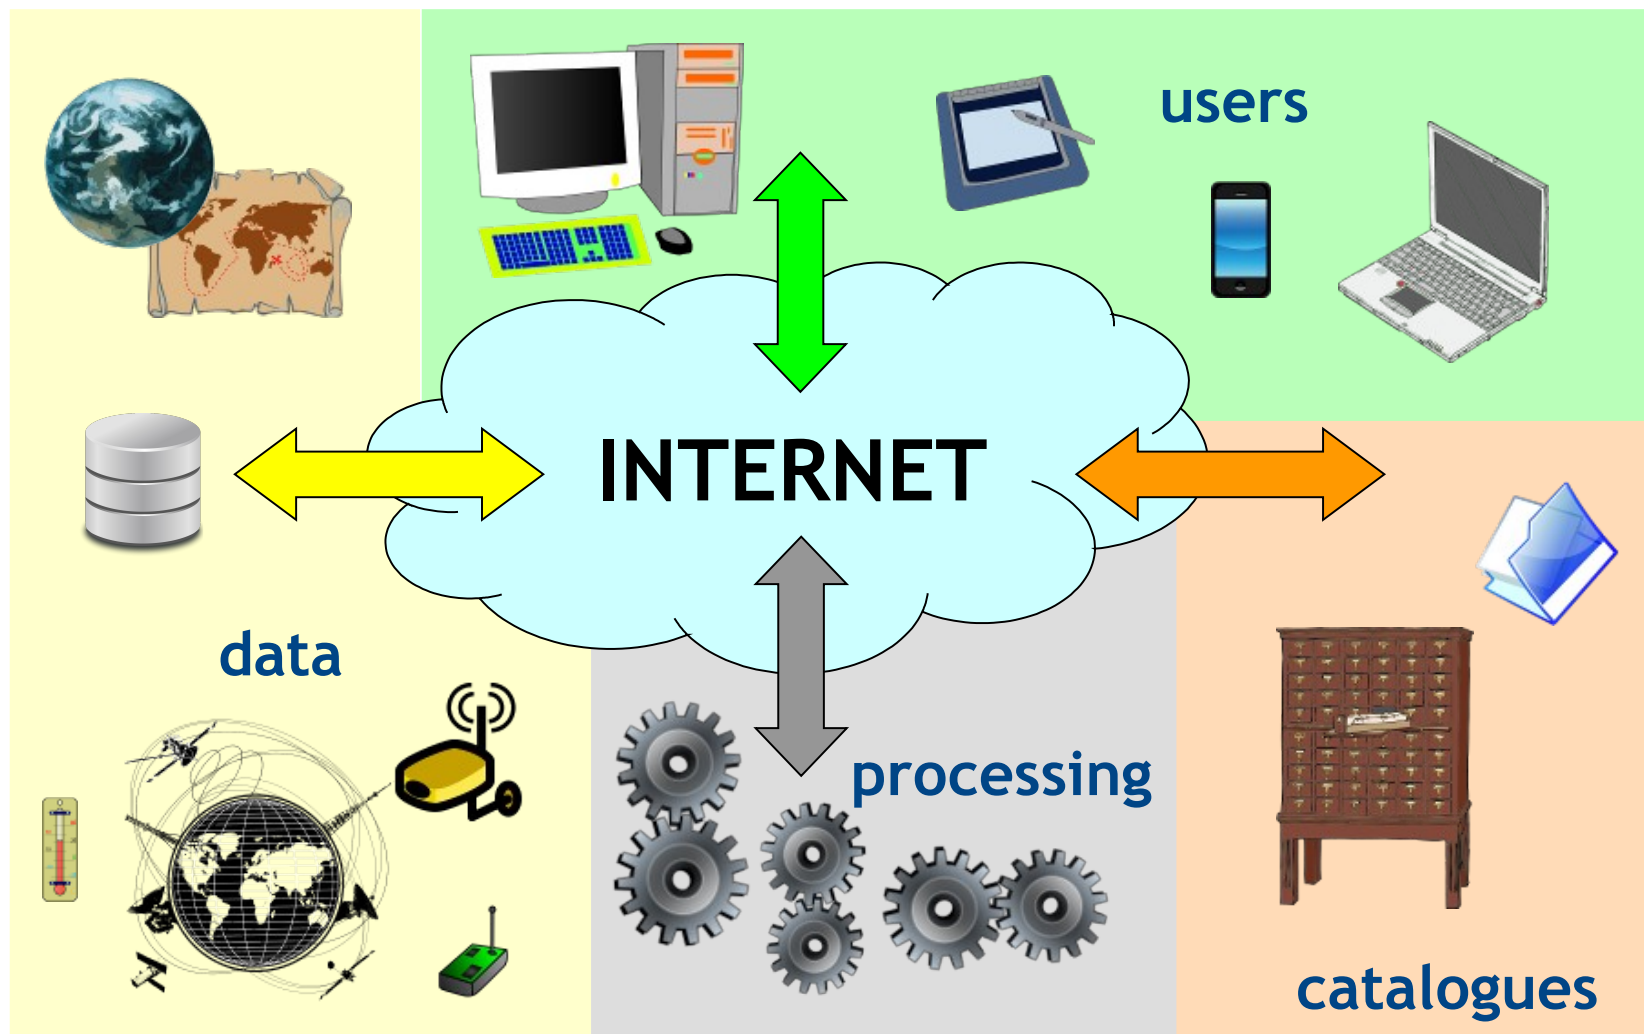 users
INTERNET
data
processing
catalogues